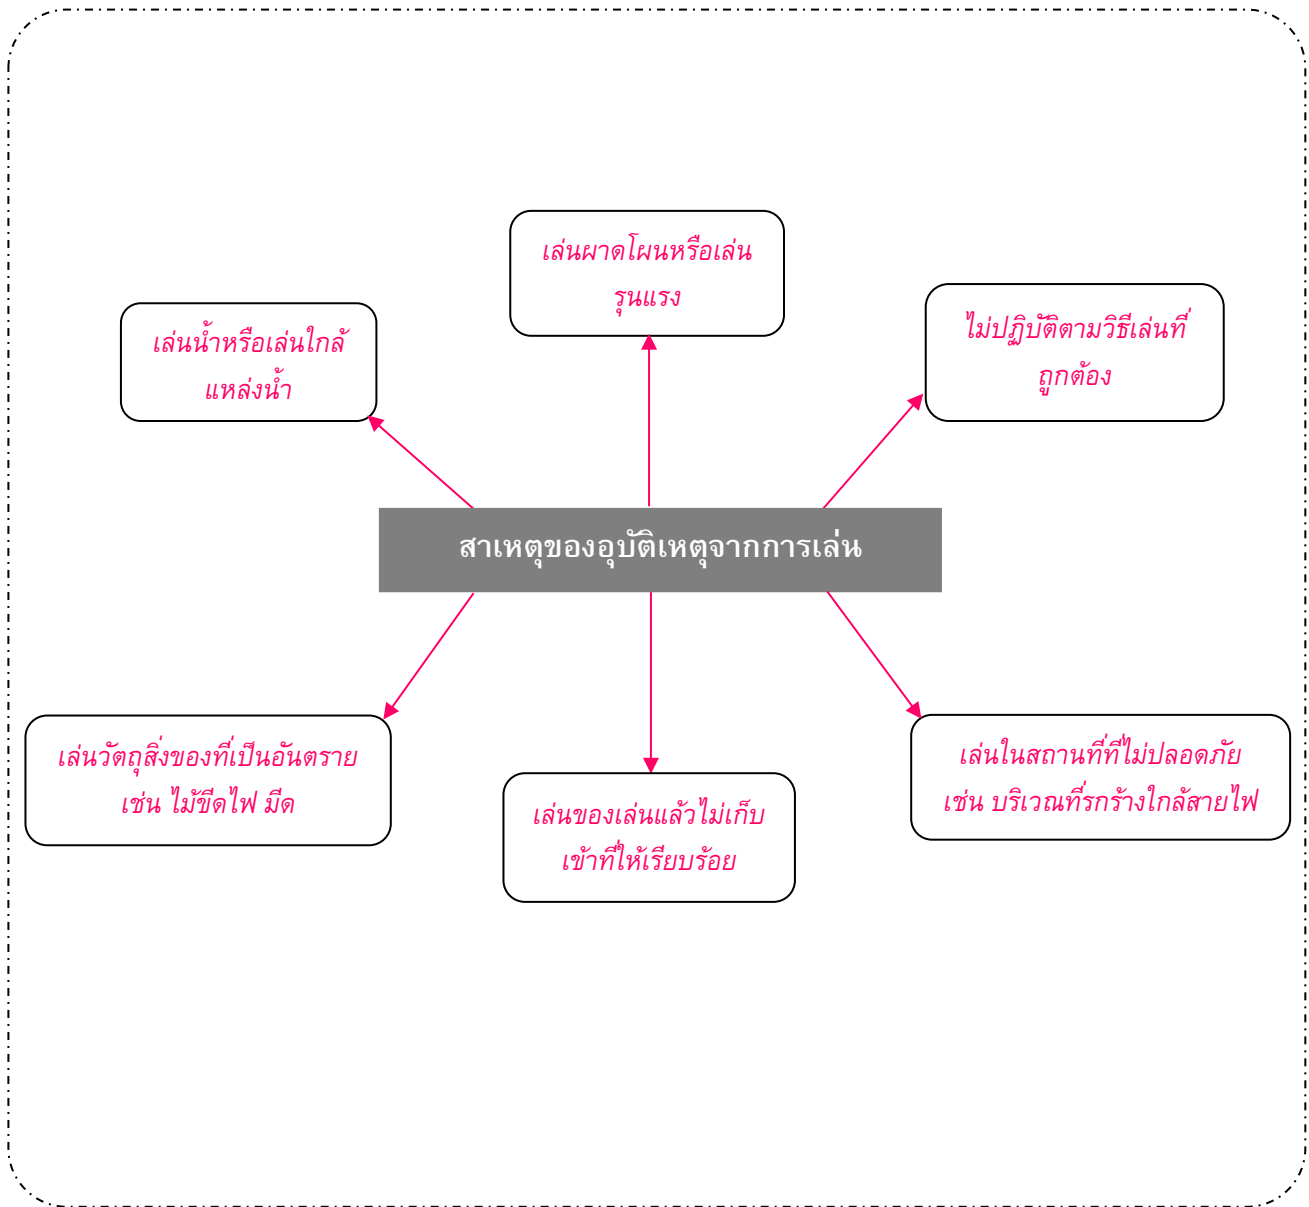 เล่นผาดโผนหรือเล่น
รุนแรง
เล่นน้ำหรือเล่นใกล้
แหล่งน้ำ
ไม่ปฏิบัติตามวิธีเล่นที่
ถูกต้อง
สาเหตุของอุบัติเหตุจากการเล่น
เล่นวัตถุสิ่งของที่เป็นอันตราย
เช่น ไม้ขีดไฟ มีด
เล่นของเล่นแล้วไม่เก็บ
เข้าที่ให้เรียบร้อย
เล่นในสถานที่ที่ไม่ปลอดภัย
เช่น บริเวณที่รกร้างใกล้สายไฟ